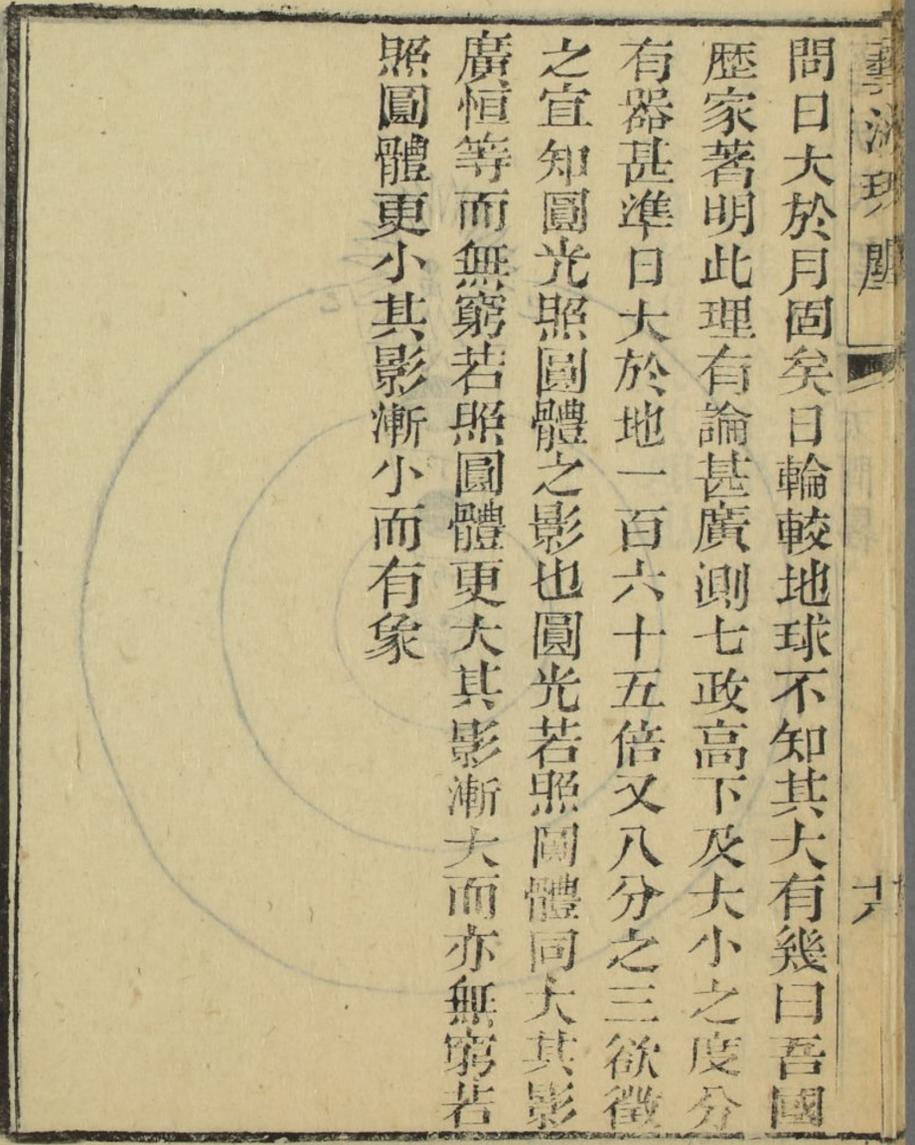 問日大於月固矣日輪較地球不知其大有幾曰吾國
歷家著明此理有論甚廣測七政高下及大小之度分
有器甚準日大於地一百六十五倍又八分之三欲徵
之宜知圓光照圓體之影也圓光若照圓體同大其影
廣恒等而無窮若照圓體更大其影漸大而亦無窮若
照圓體更小其影漸小而有象